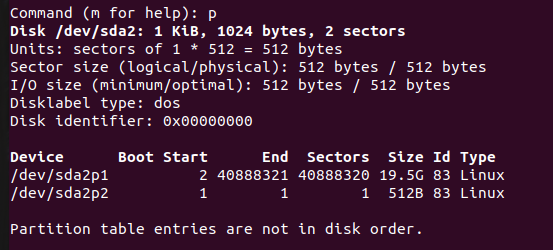 Command (m for help): p
Disk /dev/sda2: 1 KiB, 1024 bytes, 2 sectors
Units: sectors of 1 * 512 = 512 bytes
Sector size (logical/physical): 512 bytes / 512 bytes
I/O size (minimum/optimal): 512 bytes / 512 bytes
Disklabel type: dos
Disk identifier: 0x00000000

Device      Boot Start      End  Sectors  Size Id Type
/dev/sda2p1          2 40888321 40888320 19.5G 83 Linux
/dev/sda2p2          1        1        1  512B 83 Linux

Partition table entries are not in disk order.